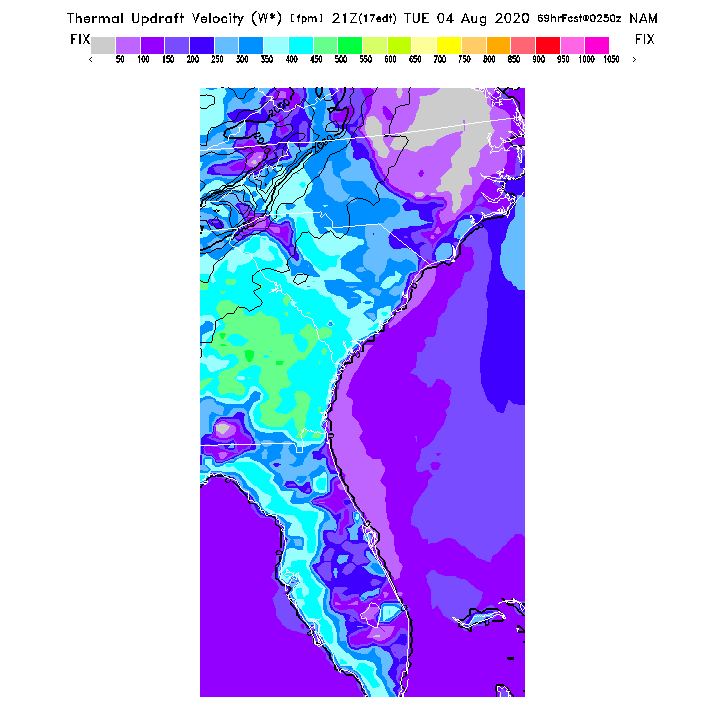 Thermal Updraft Velocity (W*) [fpm] 21Z(17edt) TUE 04 Aug 2020 69hrFcst@0250z NAM
FIX FIX
< 50 100 150 200 250 300 350 400 450 500 550 600 650 700 750 800 850 900 950 1000 1050 >